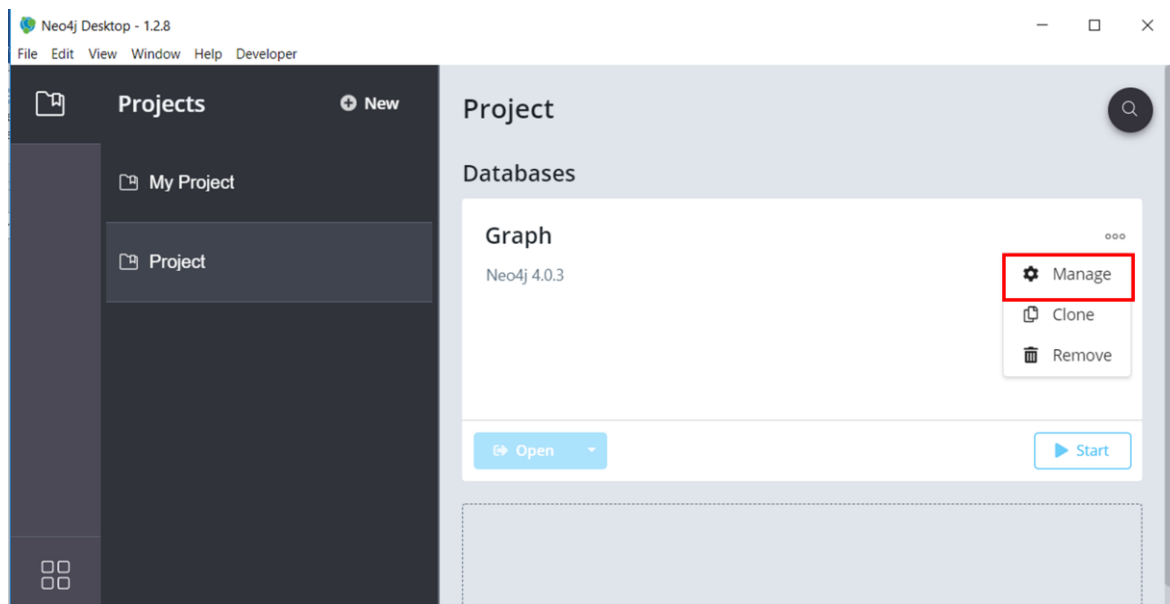 Neo4j Desktop - 1.2.8
File Edit View Window Help Developer
Projects
New
My Project
Project
Project
Databases
Graph
Neo4j 4.0.3
Manage
Clone
Remove
Open
Start